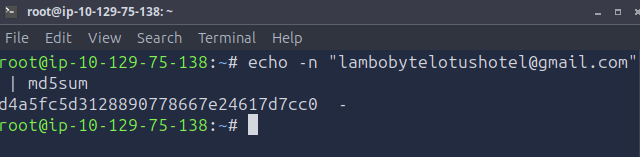 root@ip-10-129-75-138: ~
File Edit View Search Terminal Help
root@ip-10-129-75-138:~# echo -n "lambobytelotushotel@gmail.com"
| md5sum
d4a5fc5d3128890778667e24617d7cc0  -
root@ip-10-129-75-138:~#